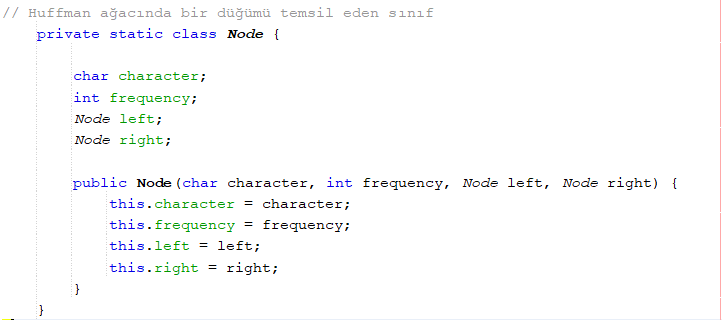 // Huffman ağacında bir düğümü temsil eden sınıf
private static class Node {
char character;
int frequency;
Node left;
Node right;
public Node(char character, int frequency, Node left, Node right) {
this.character = character;
this.frequency = frequency;
this.left = left;
this.right = right;
}
}